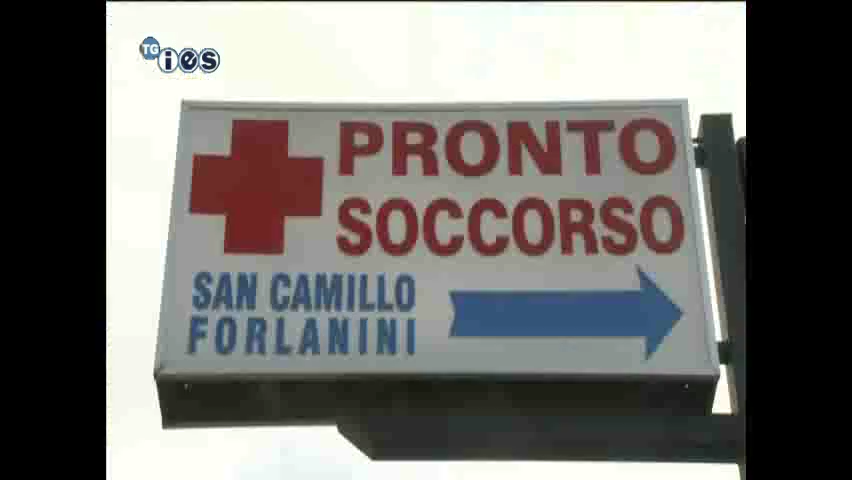 TG
ies
PRONTO
SOCCORSO
SAN CAMILLO
FORLANINI